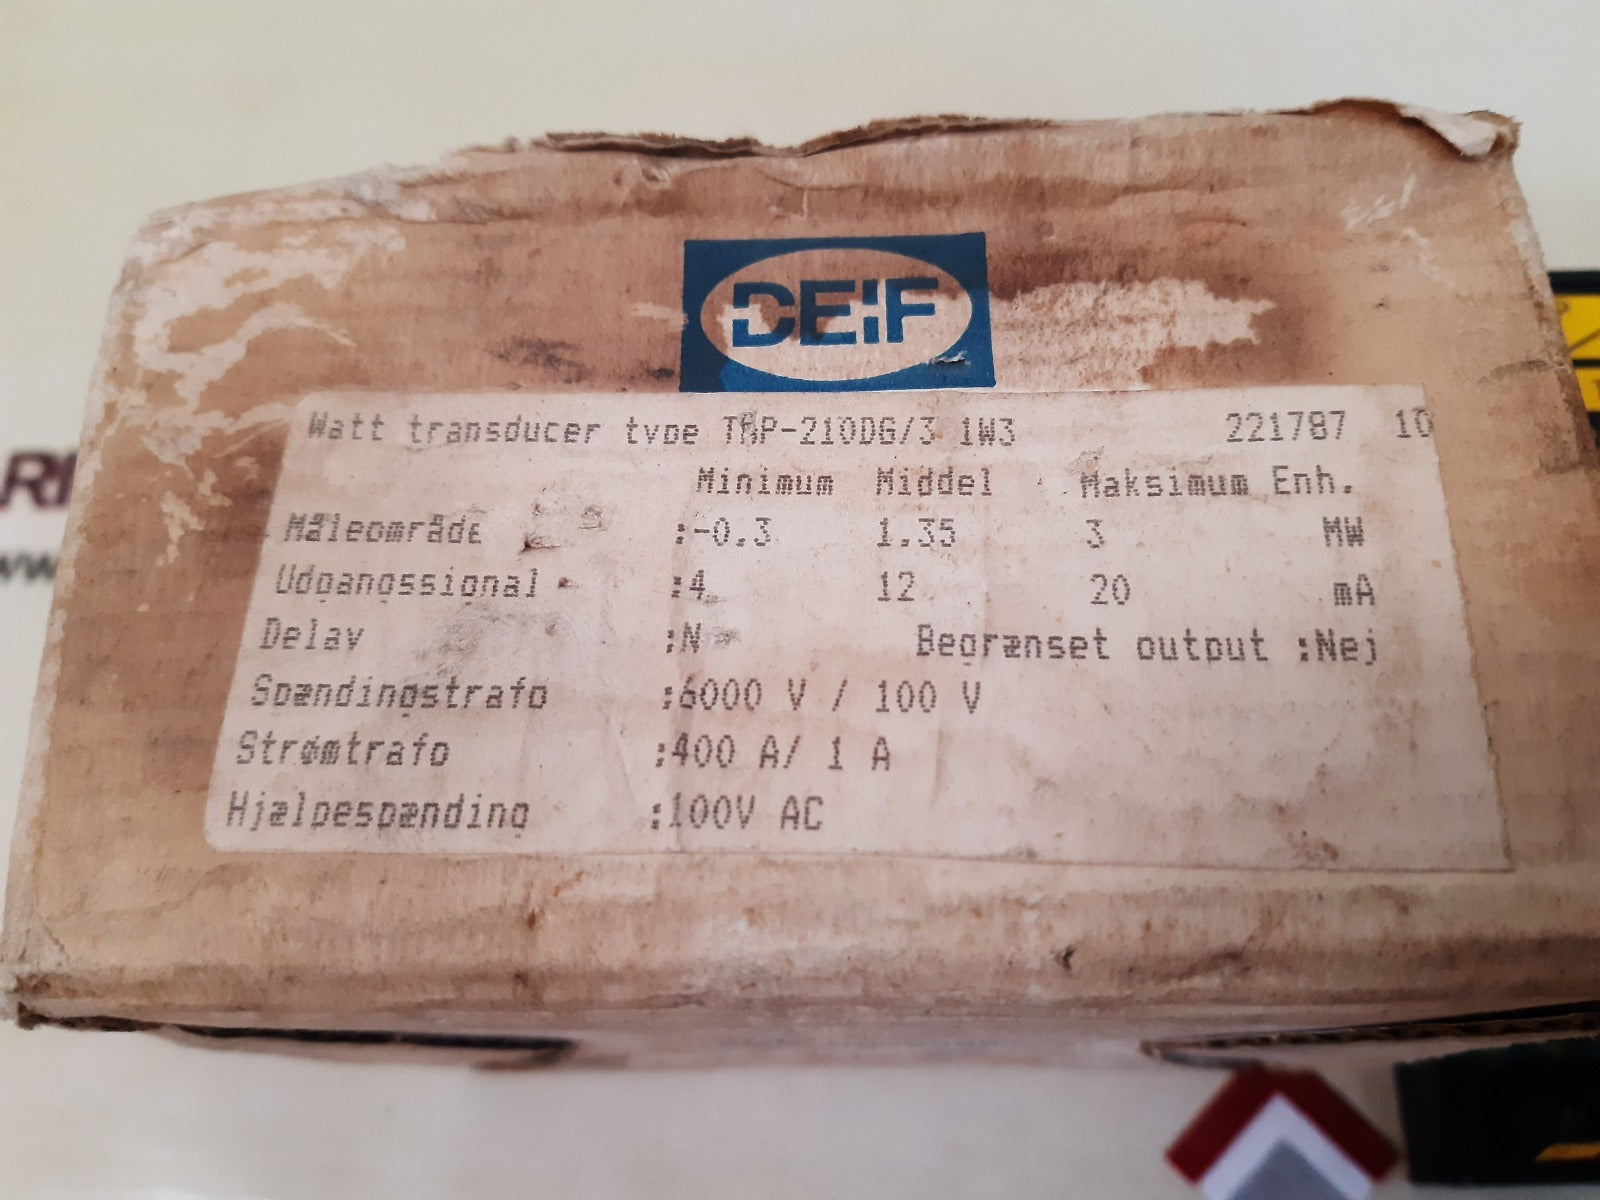 DEIF
Watt transducer type TAP-210DG/3 1W3 221787 10
Minimum Middel Maksimum Enh.
Måleområde :-0.3 1.35 3 MW
Udgangssignal :4 12 20 mA
Delay :N Begrænset output :Nej
Spændingstrafo :6000 V / 100 V
Strømtrafo :400 A/ 1 A
Hjælpespænding :100V AC